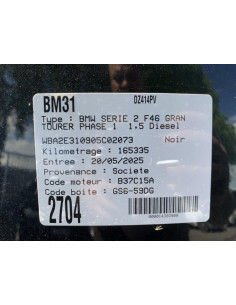 BM31 DZ414PV
Type : BMW SERIE 2 F46 GRAN
TOURER PHASE 1 1.5 Diesel
WBA2E310905C02073 Noir
Kilometrage : 165335
Entree : 20/05/2025
Provenance : Societe
Code moteur : B37C15A
Code boite : GS6-59DG
2704